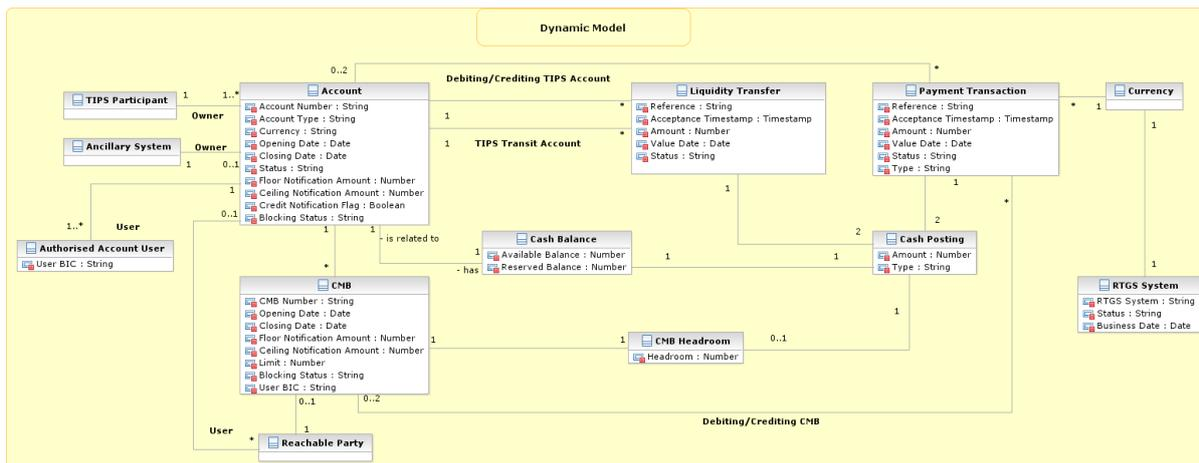 Dynamic Model
0..2
*
Debiting/Crediting TIPS Account
TIPS Participant
1
1..*
Owner
Account
Account Number : String
Account Type : String
Currency : String
Opening Date : Date
Closing Date : Date
Status : String
Floor Notification Amount : Number
Ceiling Notification Amount : Number
Credit Notification Flag : Boolean
Blocking Status : String
Ancillary System
Owner
1
0..1
1
*
1
*
TIPS Transit Account
Liquidity Transfer
Reference : String
Acceptance Timestamp : Timestamp
Amount : Number
Value Date : Date
Status : String
Payment Transaction
Reference : String
Acceptance Timestamp : Timestamp
Amount : Number
Value Date : Date
Status : String
Type : String
*
1
Currency
1
1
0..1
1..*
User
Authorised Account User
User BIC : String
1
1
- is related to
1
- has
Cash Balance
Available Balance : Number
Reserved Balance : Number
1
1
1
2
1
2
*
Cash Posting
Amount : Number
Type : String
1
RTGS System
RTGS System : String
Status : String
Business Date : Date
*
CMB
CMB Number : String
Opening Date : Date
Closing Date : Date
Floor Notification Amount : Number
Ceiling Notification Amount : Number
Limit : Number
Blocking Status : String
User BIC : String
1
1
CMB Headroom
Headroom : Number
0..1
1
0..1
0..2
Debiting/Crediting CMB
User
*
1
Reachable Party